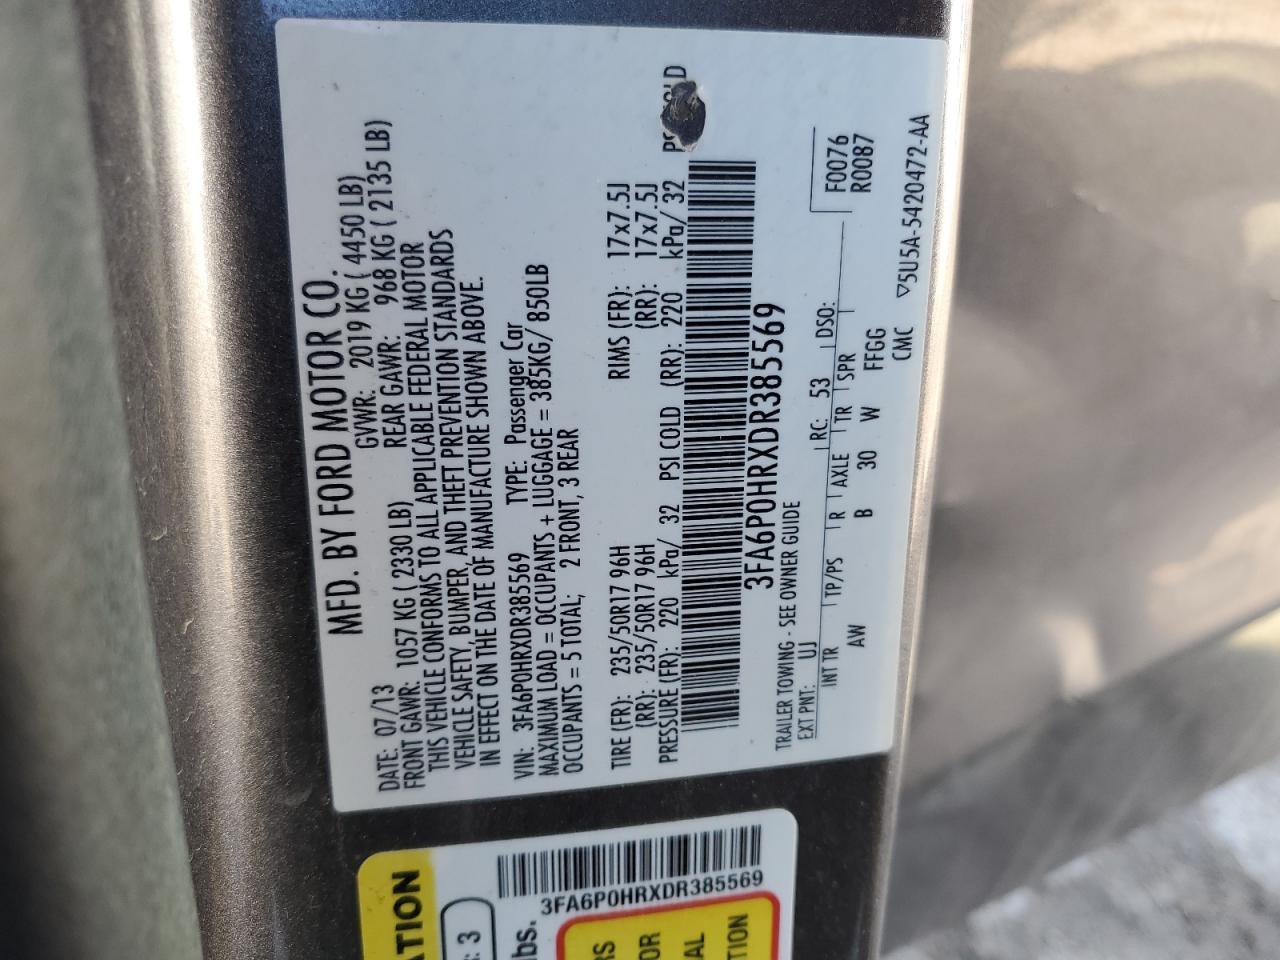 MFD. BY FORD MOTOR CO.
DATE: 07/13 GVWR: 2019 KG ( 4450 LB)
FRONT GAWR: 1057 KG ( 2330 LB) REAR GAWR: 968 KG ( 2135 LB)
THIS VEHICLE CONFORMS TO ALL APPLICABLE FEDERAL MOTOR
VEHICLE SAFETY, BUMPER, AND THEFT PREVENTION STANDARDS
IN EFFECT ON THE DATE OF MANUFACTURE SHOWN ABOVE.
VIN: 3FA6P0HRXDR385569 TYPE: Passenger Car
MAXIMUM LOAD = OCCUPANTS + LUGGAGE = 385KG/ 850LB
OCCUPANTS = 5 TOTAL; 2 FRONT, 3 REAR
TIRE (FR): 235/50R17 96H RIMS (FR): 17x7.5J
(RR): 235/50R17 96H (RR): 17x7.5J
PRESSURE (FR): 220 kPa/ 32 PSI COLD (RR): 220 kPa/ 32
3FA6P0HRXDR385569
TRAILER TOWING - SEE OWNER GUIDE
EXT PNT: UJ RC: 53 DSO: F0076
INT TR TP/PS R AXLE TR SPR R0087
AW B 30 W FFGG
CMC ▽5U5A-5420472-AA
3FA6P0HRXDR385569
3
lbs.